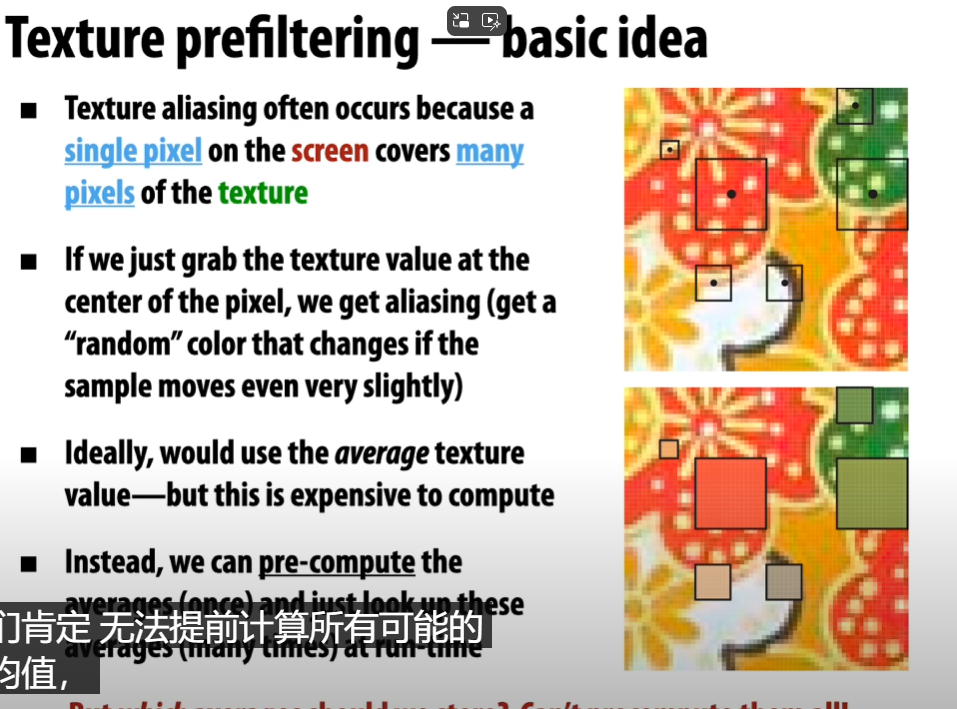 Texture prefiltering — basic idea
■ Texture aliasing often occurs because a
single pixel on the screen covers many
pixels of the texture
■ If we just grab the texture value at the
center of the pixel, we get aliasing (get a
“random” color that changes if the
sample moves even very slightly)
■ Ideally, would use the average texture
value—but this is expensive to compute
■ Instead, we can pre-compute the
averages (once) and just look up these
averages (many times) at run-time
们肯定 无法提前计算所有可能的
均值，
But which averages should we store? Can’t precompute them all!